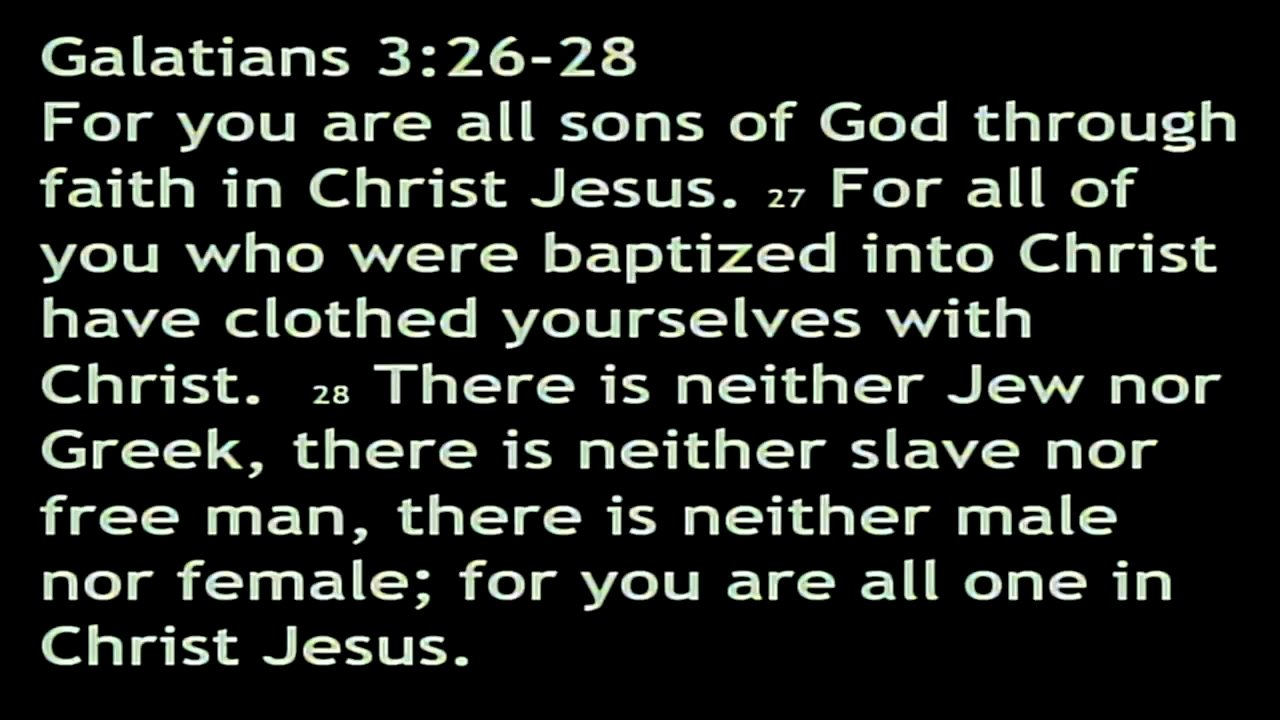 Galatians 3:26-28
For you are all sons of God through
faith in Christ Jesus. 27 For all of
you who were baptized into Christ
have clothed yourselves with
Christ. 28 There is neither Jew nor
Greek, there is neither slave nor
free man, there is neither male
nor female; for you are all one in
Christ Jesus.